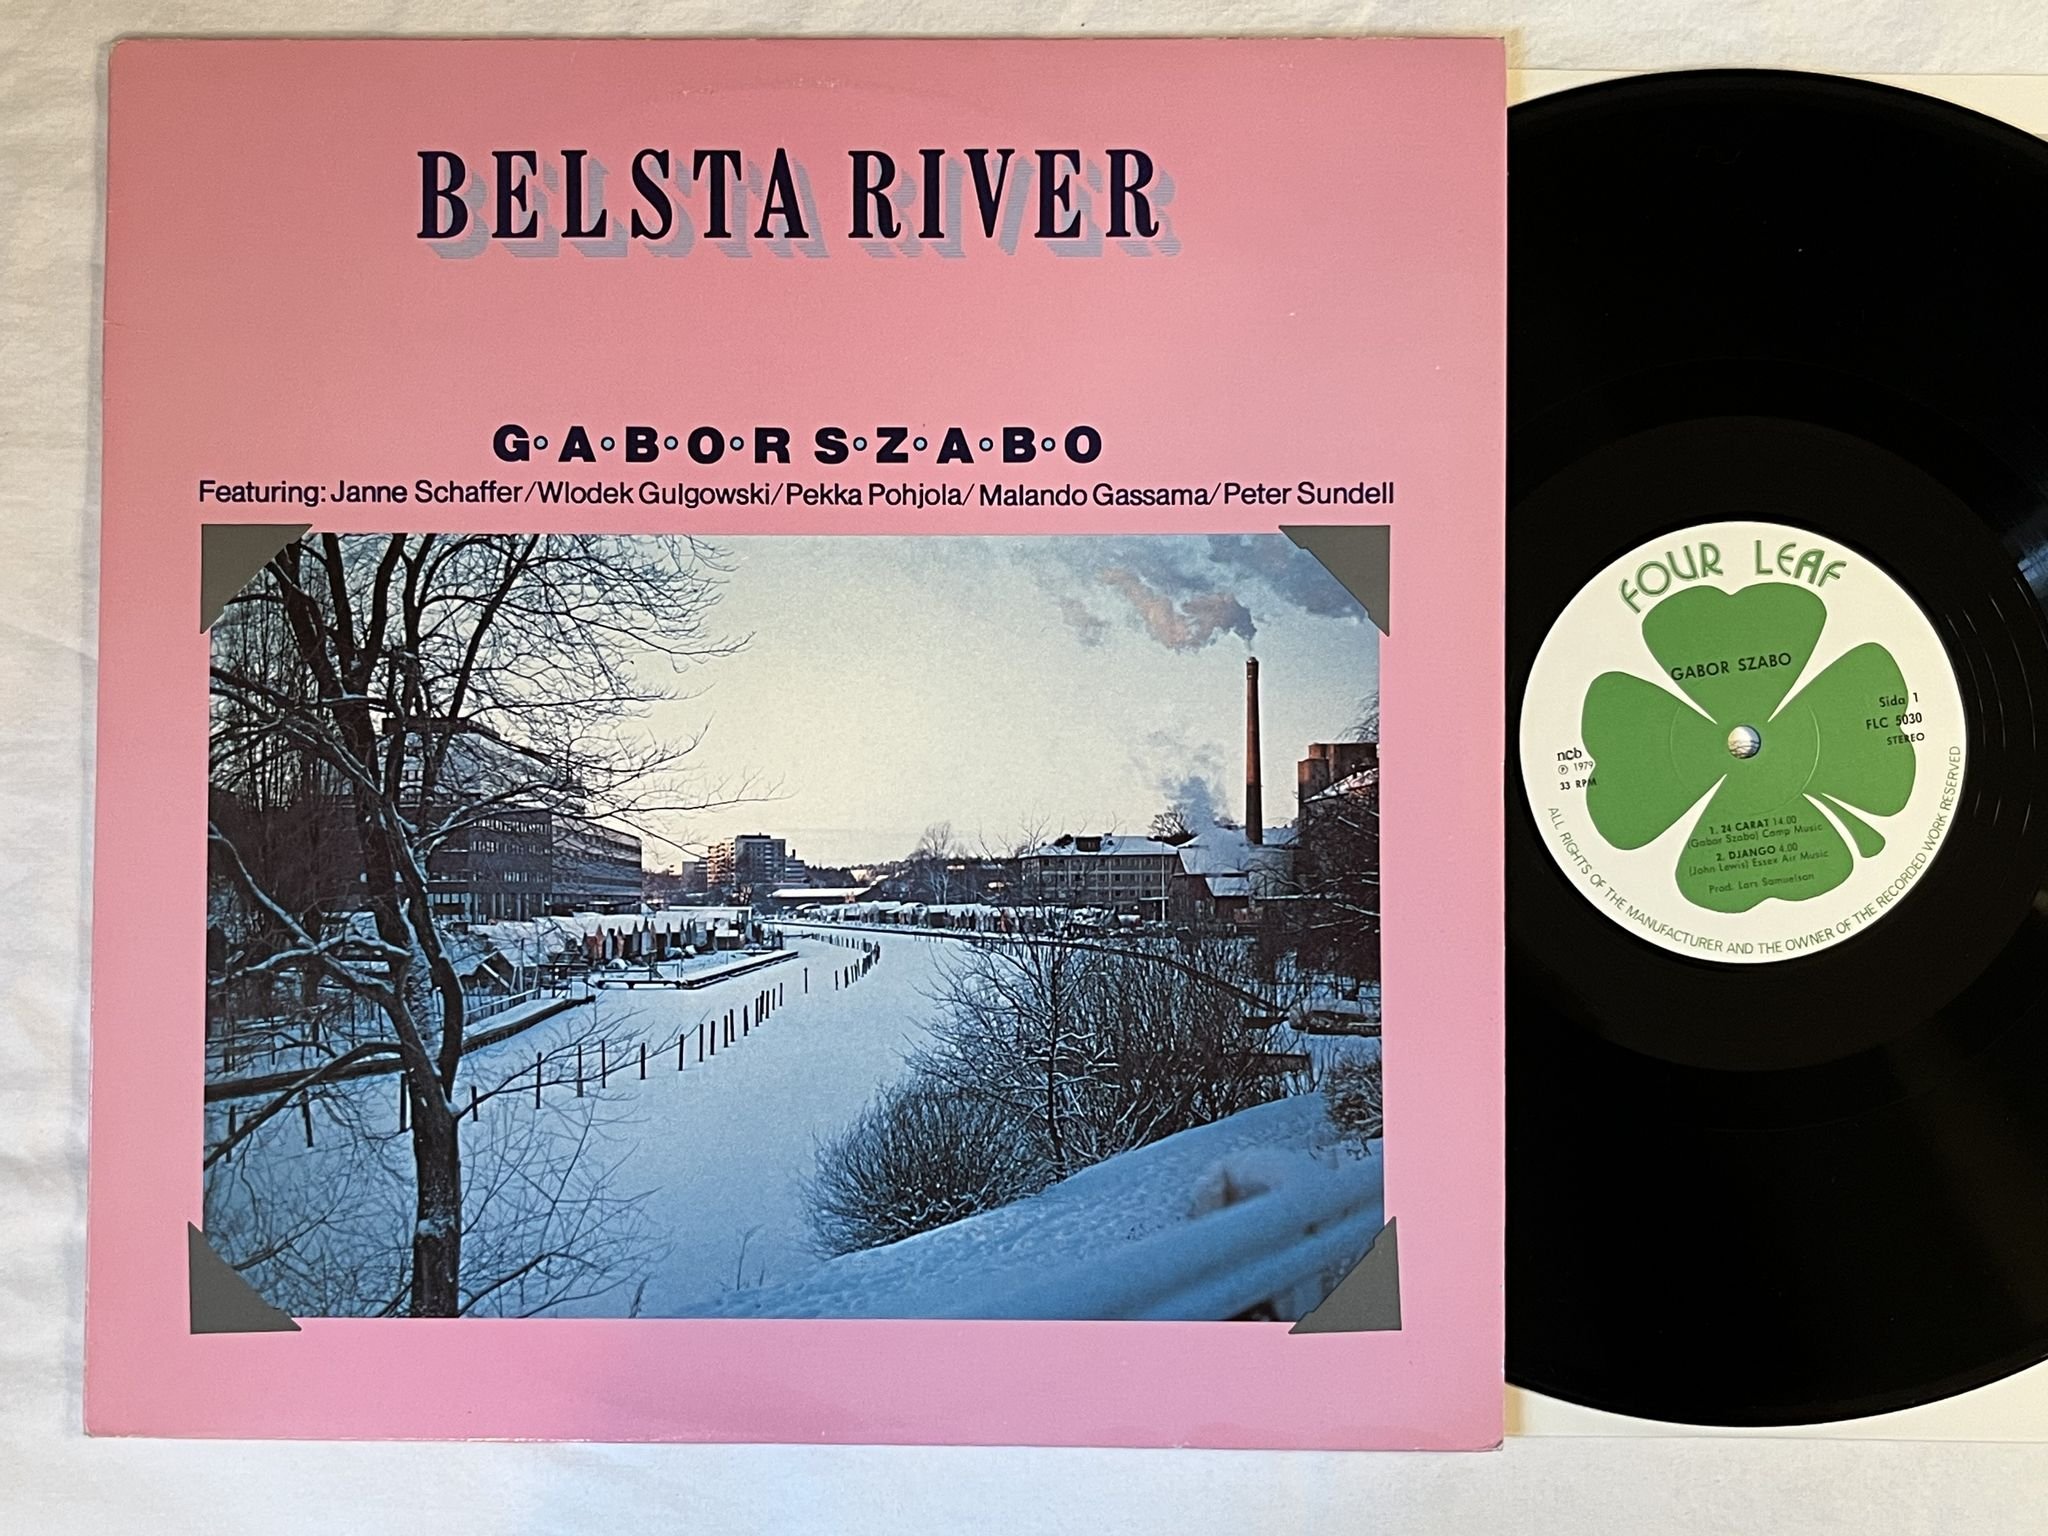 BELSTA RIVER
G·A·B·O·R S·Z·A·B·O
Featuring: Janne Schaffer/Wlodek Gulgowski/Pekka Pohjola/Malando Gassama/Peter Sundell
FOUR LEAF
GABOR SZABO
Sida 1
FLC 5030
STEREO
ncb
℗ 1979
33 RPM
1. 24 CARAT 14.00
(Gabor Szabo) Camp Music
2. DJANGO 4.00
(John Lewis) Essex Air Music
Prod. Lars Samuelson
ALL RIGHTS OF THE MANUFACTURER AND THE OWNER OF THE RECORDED WORK RESERVED